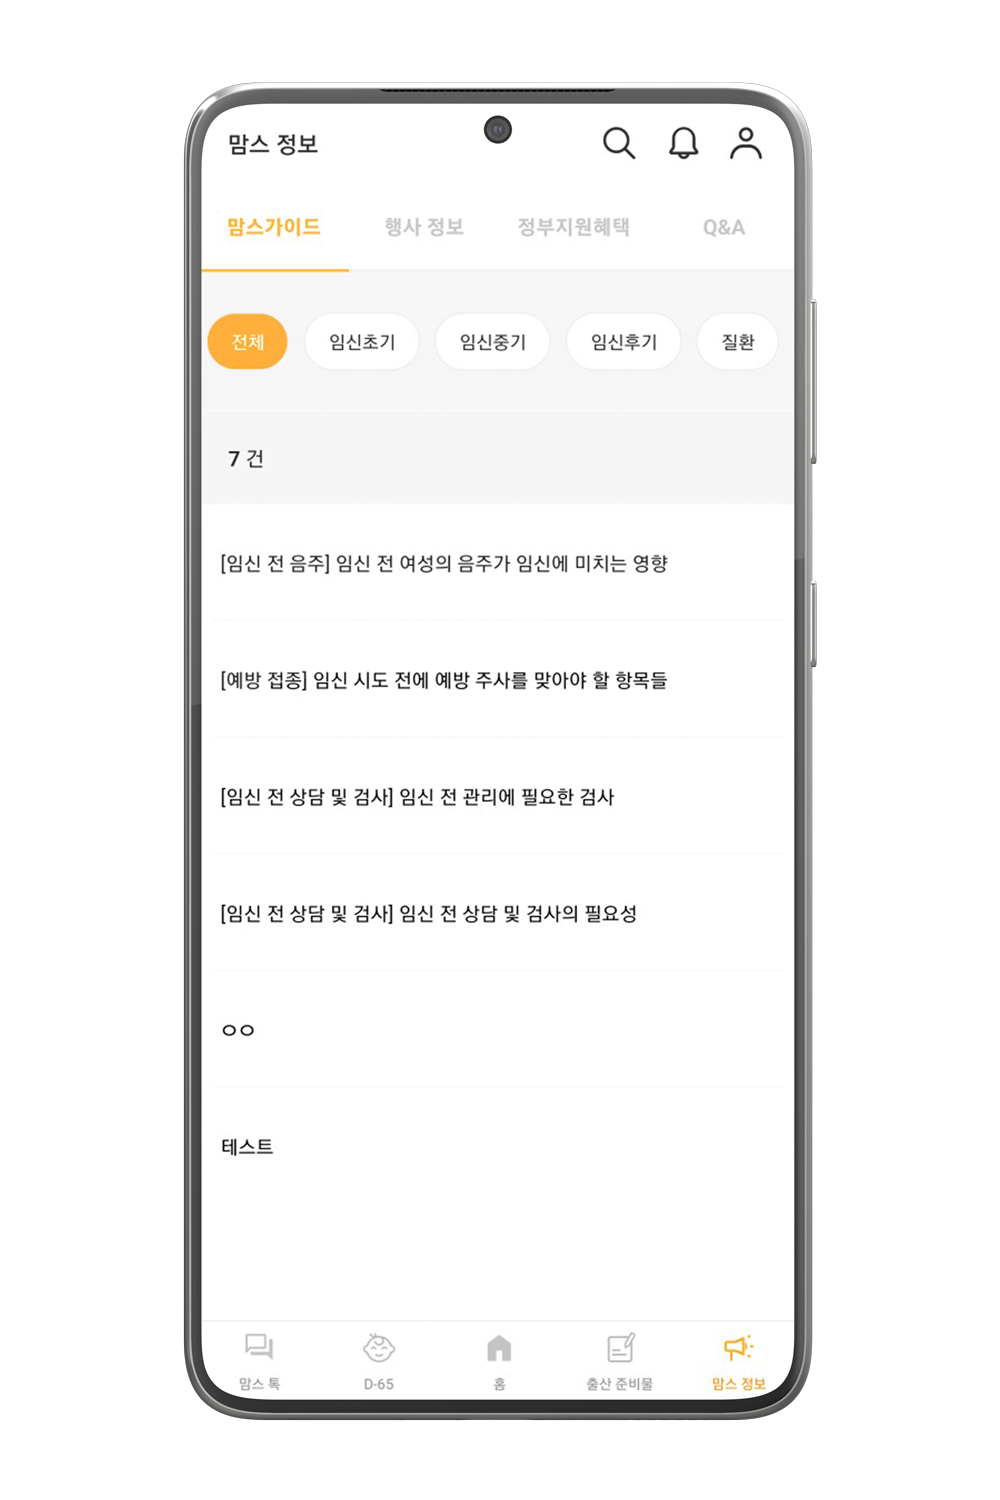 맘스 정보
맘스가이드 행사 정보 정부지원혜택 Q&A
전체 임신초기 임신중기 임신후기 질환
7 건
[임신 전 음주] 임신 전 여성의 음주가 임신에 미치는 영향
[예방 접종] 임신 시도 전에 예방 주사를 맞아야 할 항목들
[임신 전 상담 및 검사] 임신 전 관리에 필요한 검사
[임신 전 상담 및 검사] 임신 전 상담 및 검사의 필요성
ㅇㅇ
테스트
맘스 톡 D-65 홈 출산 준비물 맘스 정보